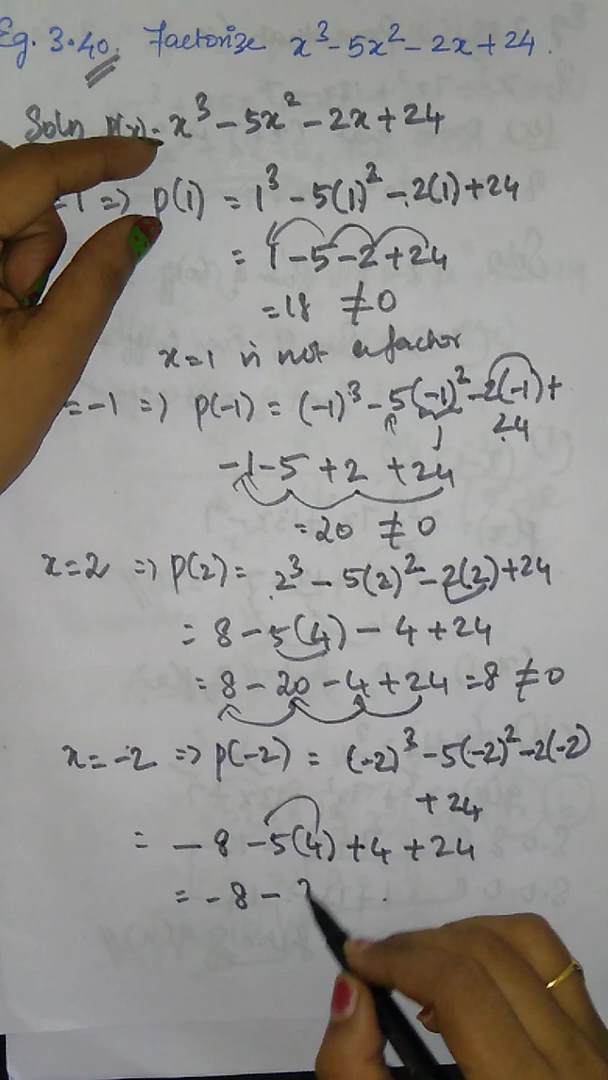 Eg. 3.40. Factorize x³ - 5x² - 2x + 24.
Soln p(x) = x³ - 5x² - 2x + 24
= 1 ⇒ p(1) = 1³ - 5(1)² - 2(1) + 24
= 1 - 5 - 2 + 24
= 18 ≠ 0
x = 1 is not a factor
= -1 ⇒ p(-1) = (-1)³ - 5(-1)² - 2(-1) +
24
-1 - 5 + 2 + 24
= 20 ≠ 0
x = 2 ⇒ p(2) = 2³ - 5(2)² - 2(2) + 24
= 8 - 5(4) - 4 + 24
= 8 - 20 - 4 + 24 = 8 ≠ 0
x = -2 ⇒ p(-2) = (-2)³ - 5(-2)² - 2(-2)
+ 24
= - 8 - 5(4) + 4 + 24
= - 8 - 2